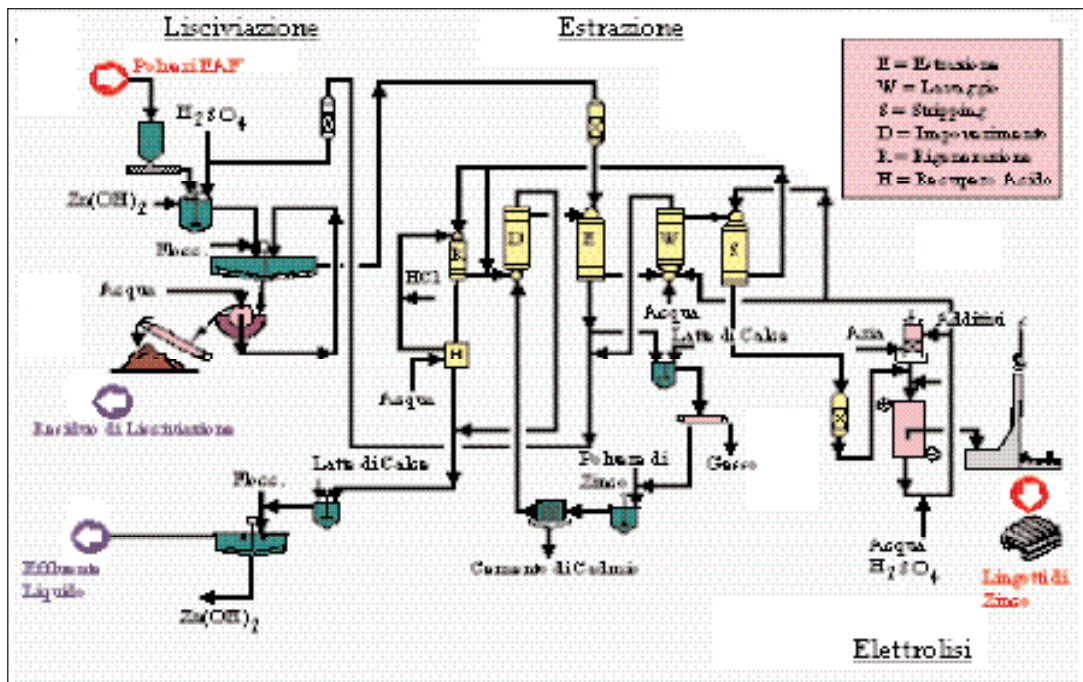 Lisciviazione
Estrazione
Polveri EAF
H2SO4
Zn(OH)2
Flocc.
Acqua
Residuo di Lisciviazione
E = Estrazione
W = Lavaggio
S = Stripping
D = Impoverimento
R = Rigenerazione
H = Recupero Acido
R
D
E
W
S
HCl
H
Acqua
Acqua
Latte di Calce
Gesso
Aria
Additivi
Flocc.
Latte di Calce
Polvere di
Zinco
Cemento di Cadmio
Effluente
Liquido
Zn(OH)2
Acqua
H2SO4
Lingotti di
Zinco
Elettrolisi